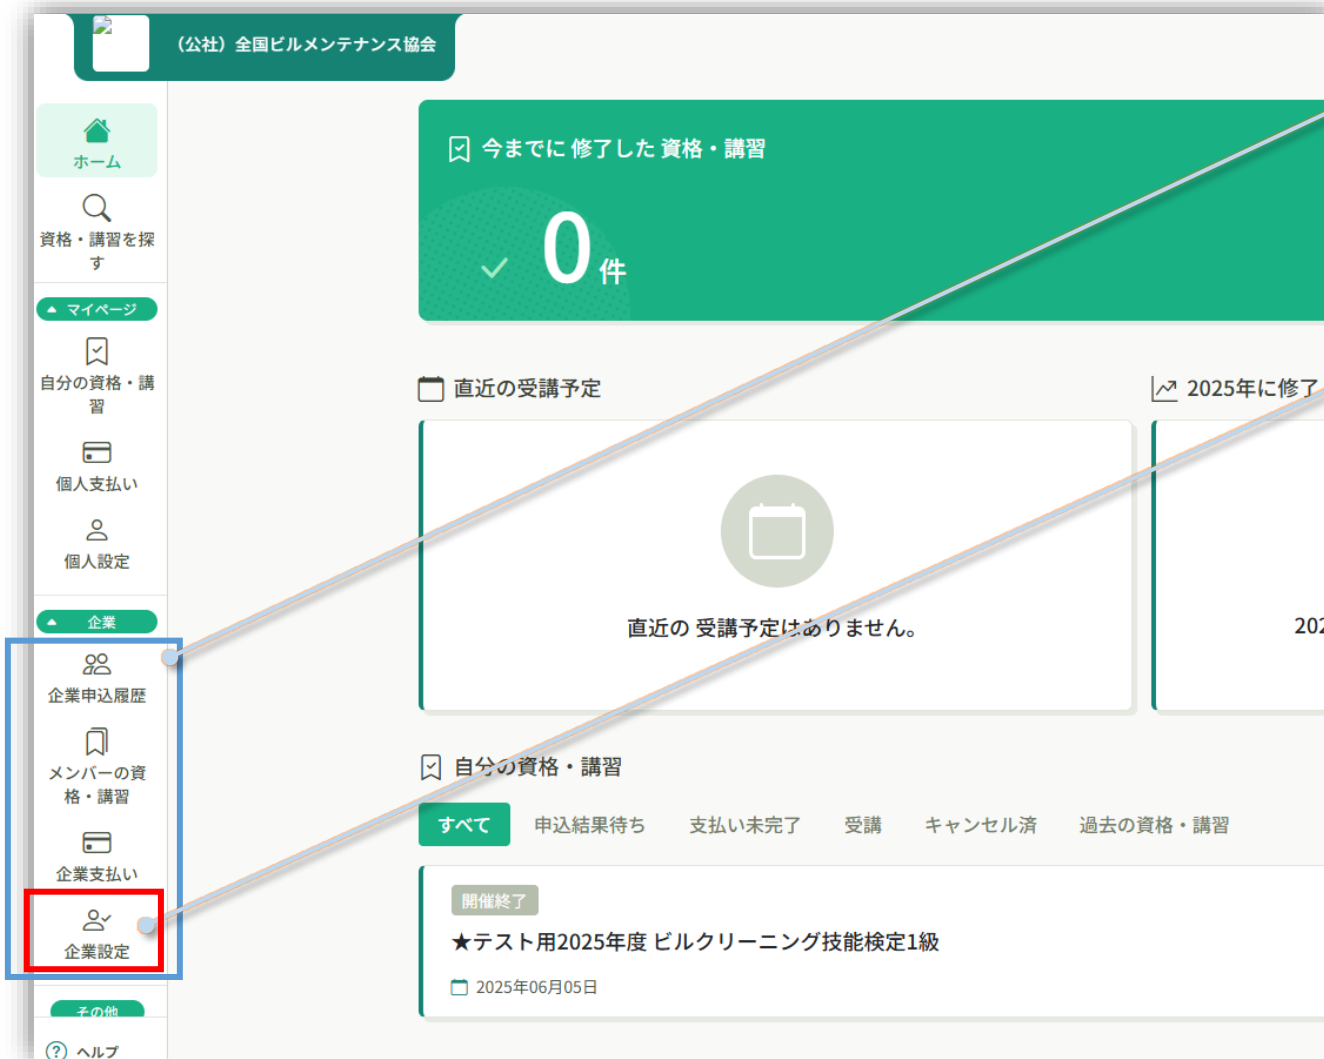 （公社）全国ビルメンテナンス協会
ホーム
資格・講習を探
す
マイページ
自分の資格・講
習
個人支払い
個人設定
企業
企業申込履歴
メンバーの資
格・講習
企業支払い
企業設定
その他
ヘルプ
今までに 修了した 資格・講習
0件
直近の受講予定
直近の 受講予定はありません。
2025年に修了
202
自分の資格・講習
すべて 申込結果待ち 支払い未完了 受講 キャンセル済 過去の資格・講習
開催終了
★テスト用2025年度 ビルクリーニング技能検定1級
2025年06月05日